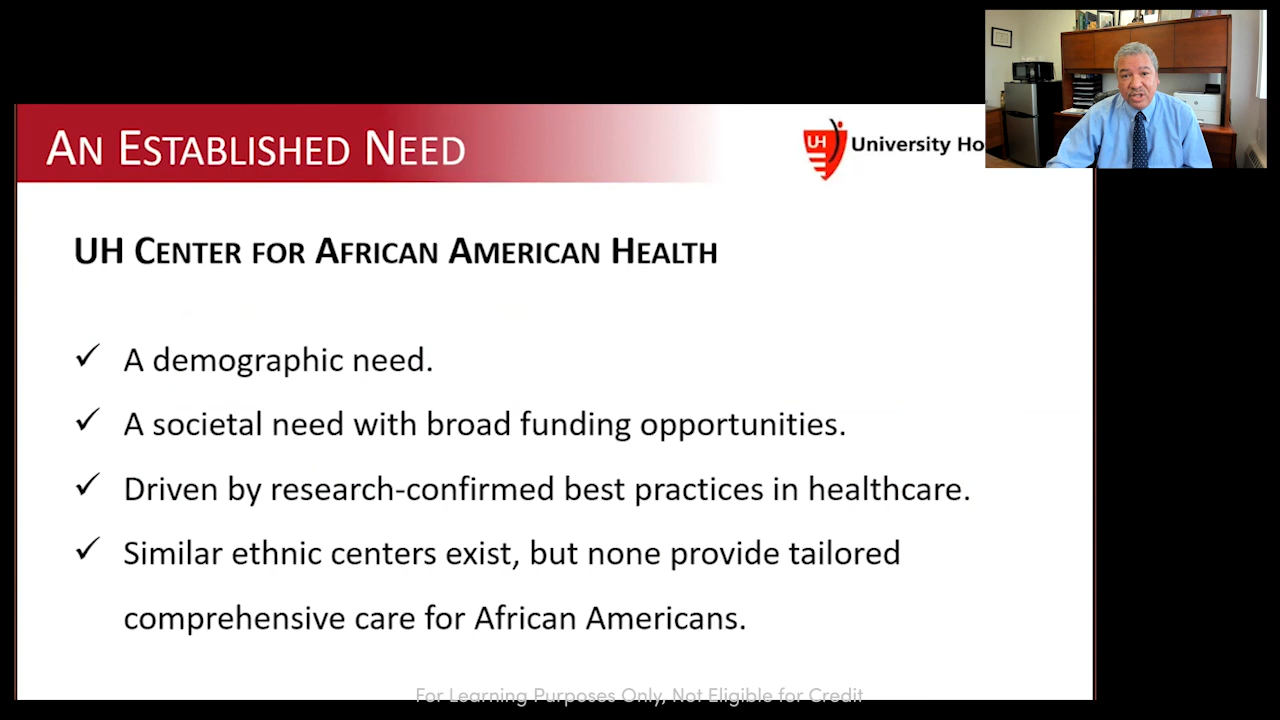 AN ESTABLISHED NEED
UH University Ho
UH CENTER FOR AFRICAN AMERICAN HEALTH
✓ A demographic need.
✓ A societal need with broad funding opportunities.
✓ Driven by research-confirmed best practices in healthcare.
✓ Similar ethnic centers exist, but none provide tailored
comprehensive care for African Americans.
For Learning Purposes Only, Not Eligible for Credit